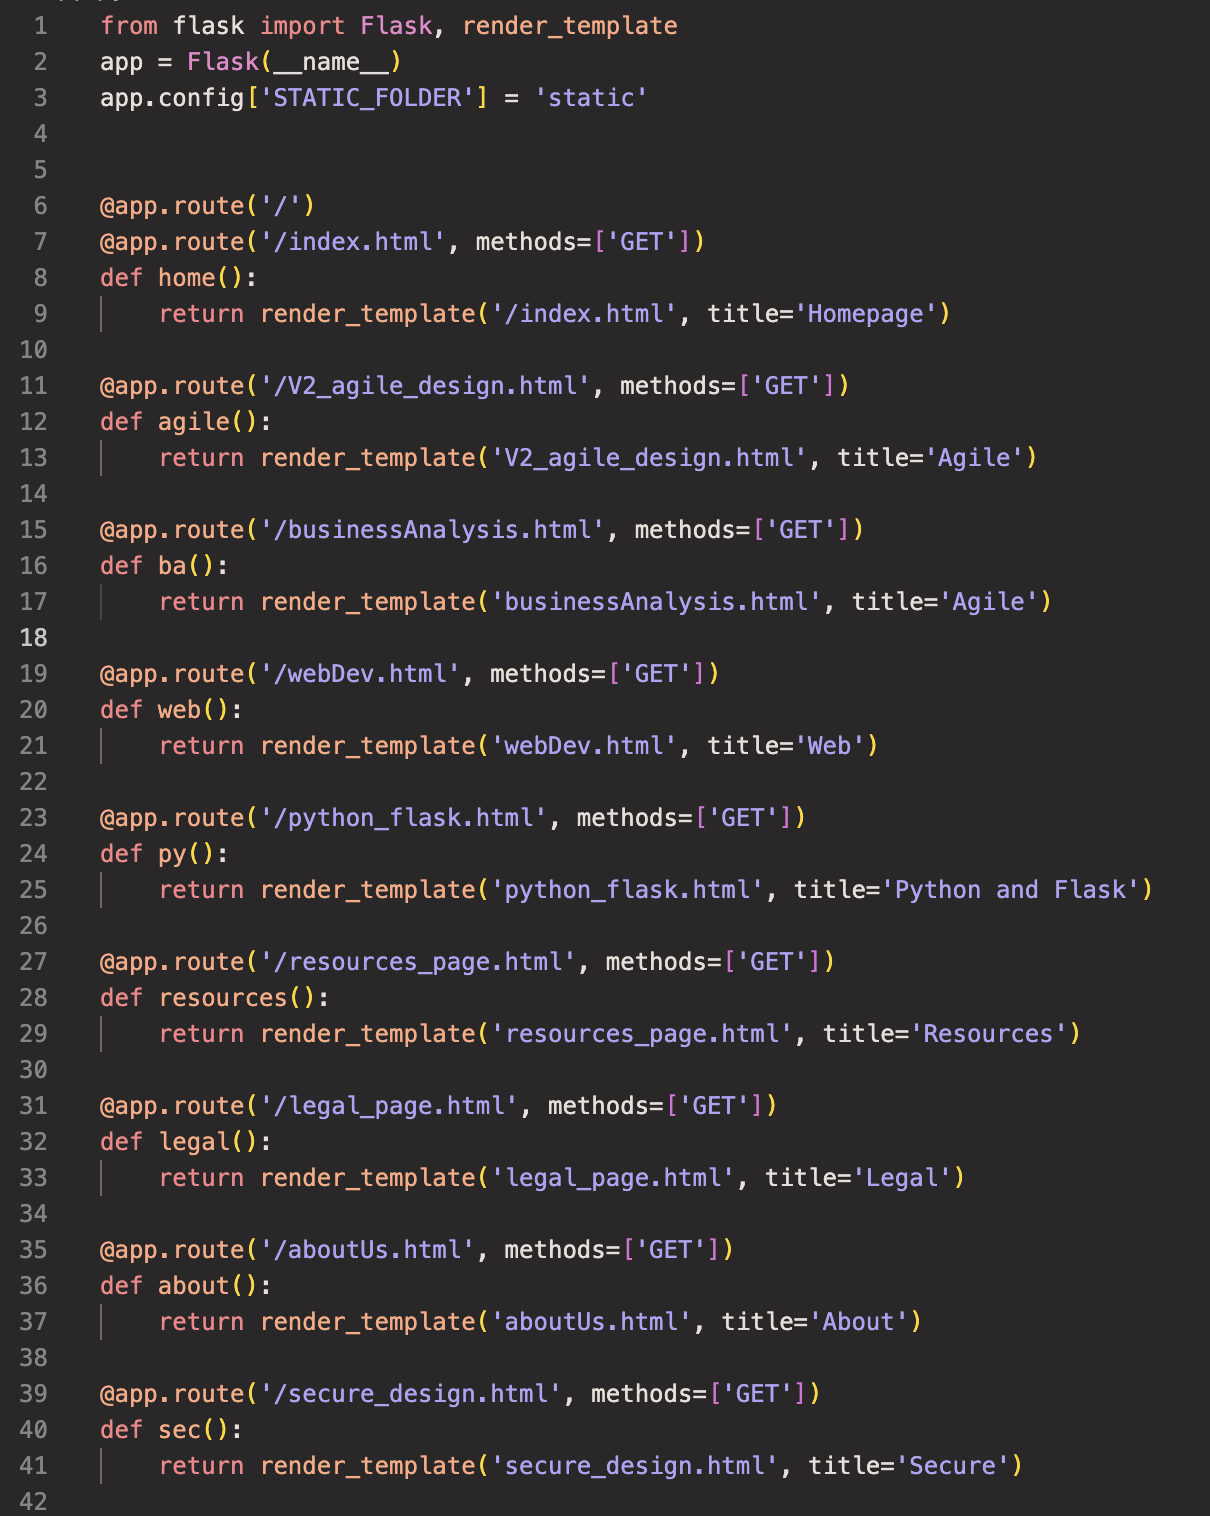 1 from flask import Flask, render_template
2 app = Flask(__name__)
3 app.config['STATIC_FOLDER'] = 'static'
4
5
6 @app.route('/')
7 @app.route('/index.html', methods=['GET'])
8 def home():
9     return render_template('/index.html', title='Homepage')
10
11 @app.route('/V2_agile_design.html', methods=['GET'])
12 def agile():
13     return render_template('V2_agile_design.html', title='Agile')
14
15 @app.route('/businessAnalysis.html', methods=['GET'])
16 def ba():
17     return render_template('businessAnalysis.html', title='Agile')
18
19 @app.route('/webDev.html', methods=['GET'])
20 def web():
21     return render_template('webDev.html', title='Web')
22
23 @app.route('/python_flask.html', methods=['GET'])
24 def py():
25     return render_template('python_flask.html', title='Python and Flask')
26
27 @app.route('/resources_page.html', methods=['GET'])
28 def resources():
29     return render_template('resources_page.html', title='Resources')
30
31 @app.route('/legal_page.html', methods=['GET'])
32 def legal():
33     return render_template('legal_page.html', title='Legal')
34
35 @app.route('/aboutUs.html', methods=['GET'])
36 def about():
37     return render_template('aboutUs.html', title='About')
38
39 @app.route('/secure_design.html', methods=['GET'])
40 def sec():
41     return render_template('secure_design.html', title='Secure')
42